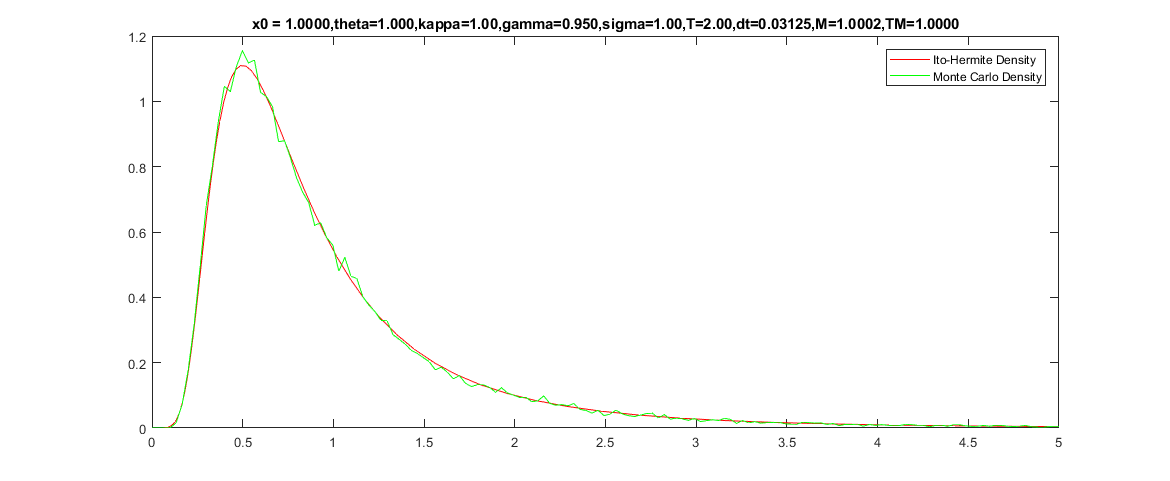 x0 = 1.0000,theta=1.000,kappa=1.00,gamma=0.950,sigma=1.00,T=2.00,dt=0.03125,M=1.0002,TM=1.0000
Ito-Hermite Density
Monte Carlo Density
1.2
1
0.8
0.6
0.4
0.2
0
0 0.5 1 1.5 2 2.5 3 3.5 4 4.5 5